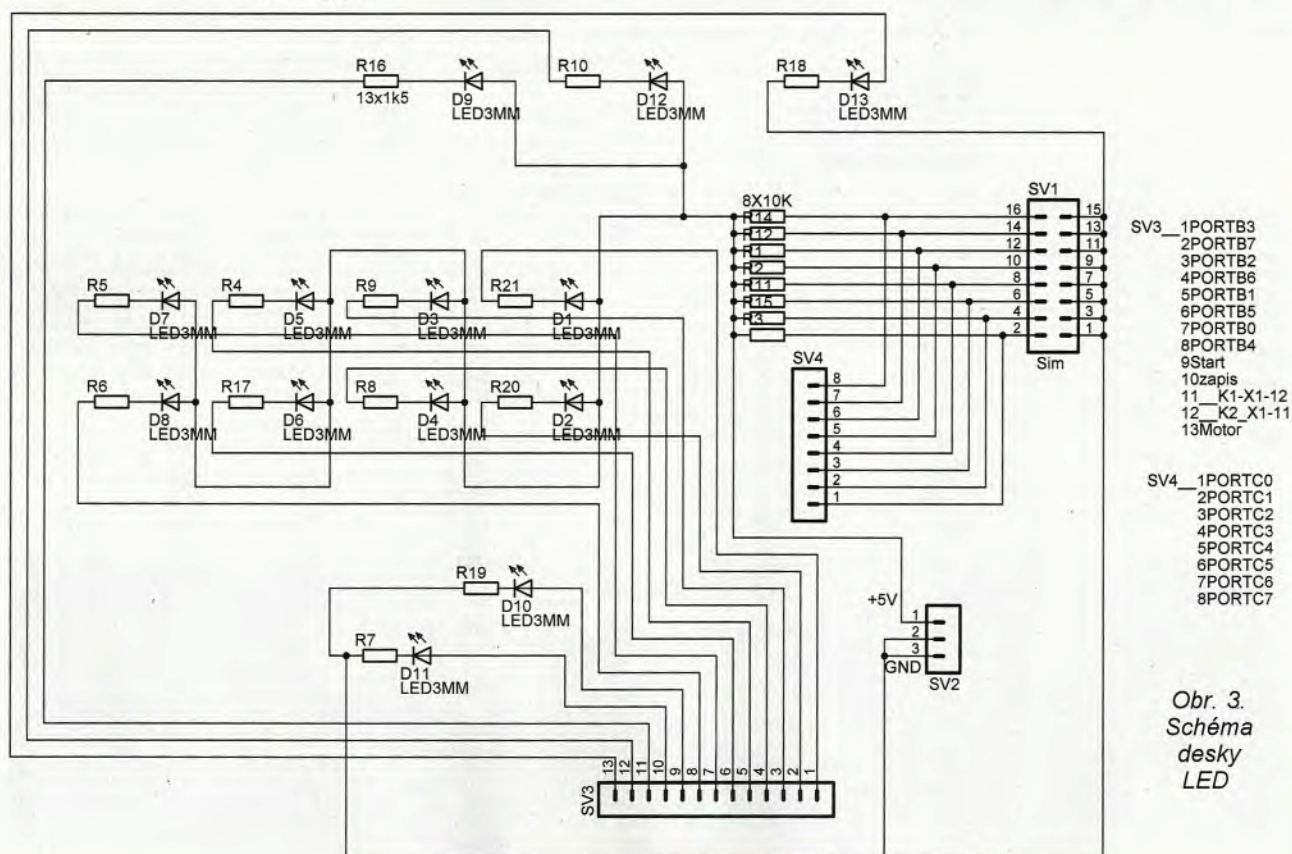 R16
13x1k5
D9
LED3MM
R10
D12
LED3MM
R18
D13
LED3MM
8X10K
R14
R12
R1
R2
R11
R15
R3
SV1
16
14
12
10
8
6
4
2
15
13
11
9
7
5
3
1
Sim
R5
D7
LED3MM
R4
D5
LED3MM
R9
D3
LED3MM
R21
D1
LED3MM
R6
D8
LED3MM
R17
D6
LED3MM
R8
D4
LED3MM
R20
D2
LED3MM
SV4
8
7
6
5
4
3
2
1
R19
D10
LED3MM
R7
D11
LED3MM
+5V
1
2
3
GND
SV2
SV3
13
12
11
10
9
8
7
6
5
4
3
2
1
SV3__1PORTB3
2PORTB7
3PORTB2
4PORTB6
5PORTB1
6PORTB5
7PORTB0
8PORTB4
9Start
10zapis
11__K1-X1-12
12__K2_X1-11
13Motor
SV4__1PORTC0
2PORTC1
3PORTC2
4PORTC3
5PORTC4
6PORTC5
7PORTC6
8PORTC7
Obr. 3.
Schéma
desky
LED